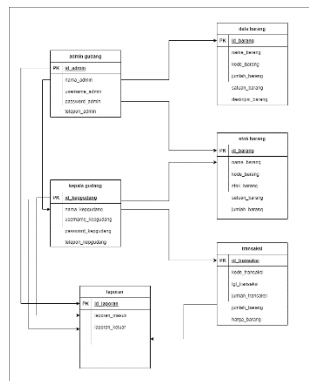 admin gudang
PK id_admin
nama_admin
username_admin
password_admin
telepon_admin
data barang
PK id_barang
nama_barang
kode_barang
jumlah_barang
satuan_barang
deskripsi_barang
stok barang
PK id_barang
nama_barang
kode_barang
stok_barang
satuan_barang
jumlah_barang
kepala gudang
PK id_kepgudang
nama_kepgudang
username_kepgudang
password_kepgudang
telepon_kepgudang
transaksi
PK id_transaksi
kode_transaksi
tgl_transaksi
jumlah_transaksi
jumlah_barang
harga_barang
laporan
PK id_laporan
laporan_masuk
laporan_keluar